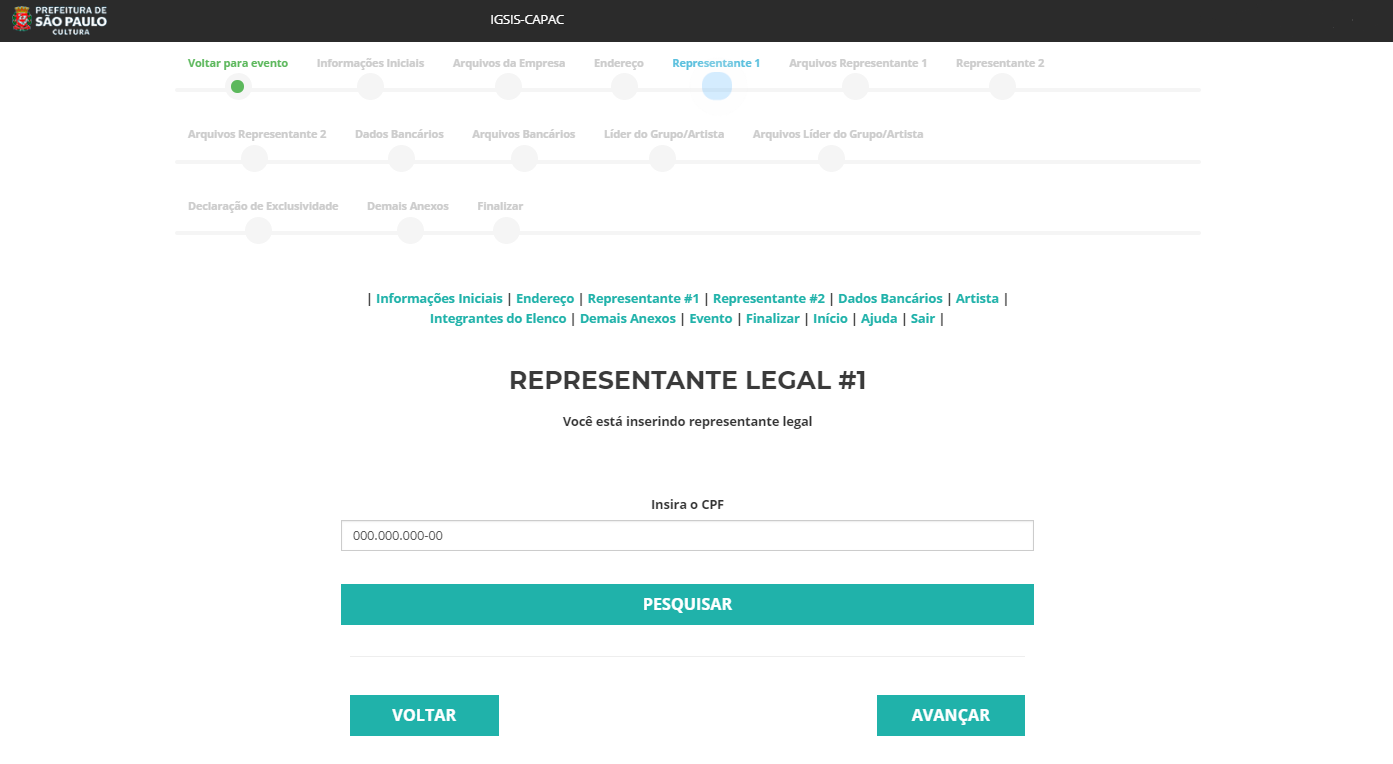 PREFEITURA DE
SÃO PAULO
CULTURA
IGSIS-CAPAC
Voltar para evento Informações Iniciais Arquivos da Empresa Endereço Representante 1 Arquivos Representante 1 Representante 2
Arquivos Representante 2 Dados Bancários Arquivos Bancários Líder do Grupo/Artista Arquivos Líder do Grupo/Artista
Declaração de Exclusividade Demais Anexos Finalizar
| Informações Iniciais | Endereço | Representante #1 | Representante #2 | Dados Bancários | Artista |
Integrantes do Elenco | Demais Anexos | Evento | Finalizar | Início | Ajuda | Sair |
REPRESENTANTE LEGAL #1
Você está inserindo representante legal
Insira o CPF
000.000.000-00
PESQUISAR
VOLTAR AVANÇAR